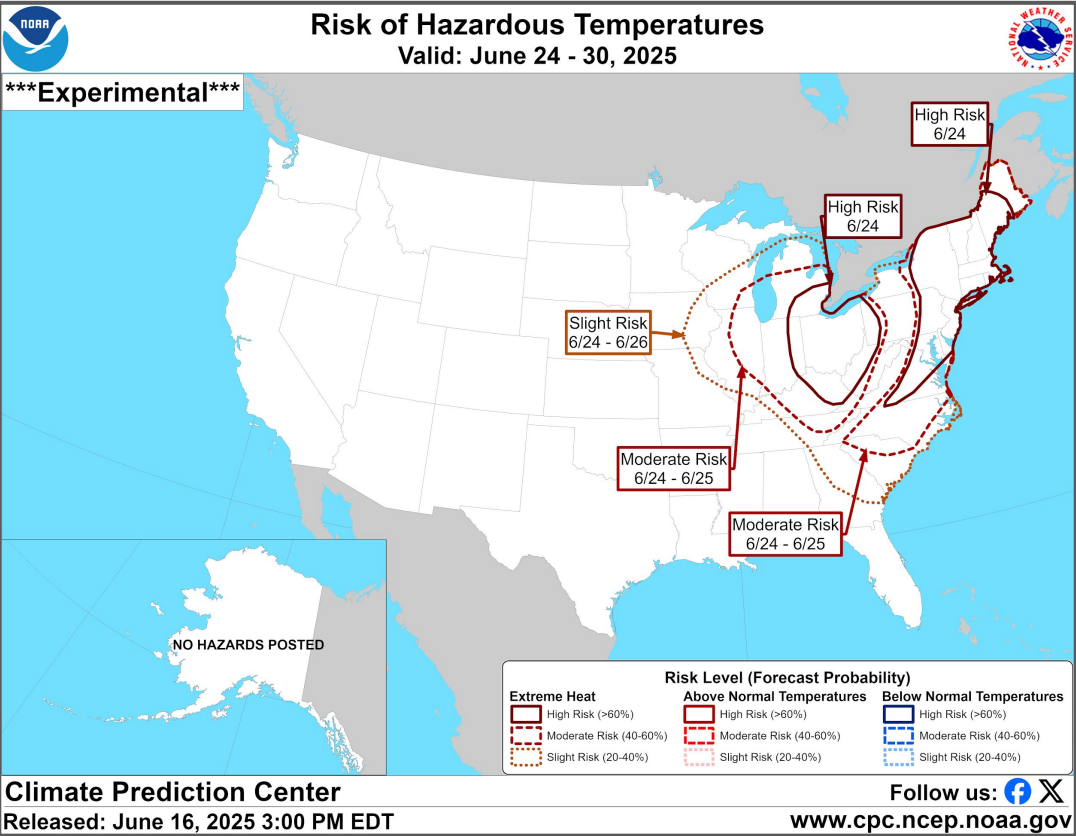 NOAA
Risk of Hazardous Temperatures
Valid: June 24 - 30, 2025
NATIONAL WEATHER SERVICE
***Experimental***
High Risk
6/24
High Risk
6/24
Slight Risk
6/24 - 6/26
Moderate Risk
6/24 - 6/25
Moderate Risk
6/24 - 6/25
NO HAZARDS POSTED
Risk Level (Forecast Probability)
Extreme Heat
High Risk (>60%)
Moderate Risk (40-60%)
Slight Risk (20-40%)
Above Normal Temperatures
High Risk (>60%)
Moderate Risk (40-60%)
Slight Risk (20-40%)
Below Normal Temperatures
High Risk (>60%)
Moderate Risk (40-60%)
Slight Risk (20-40%)
Climate Prediction Center
Follow us:
Released: June 16, 2025 3:00 PM EDT
www.cpc.ncep.noaa.gov